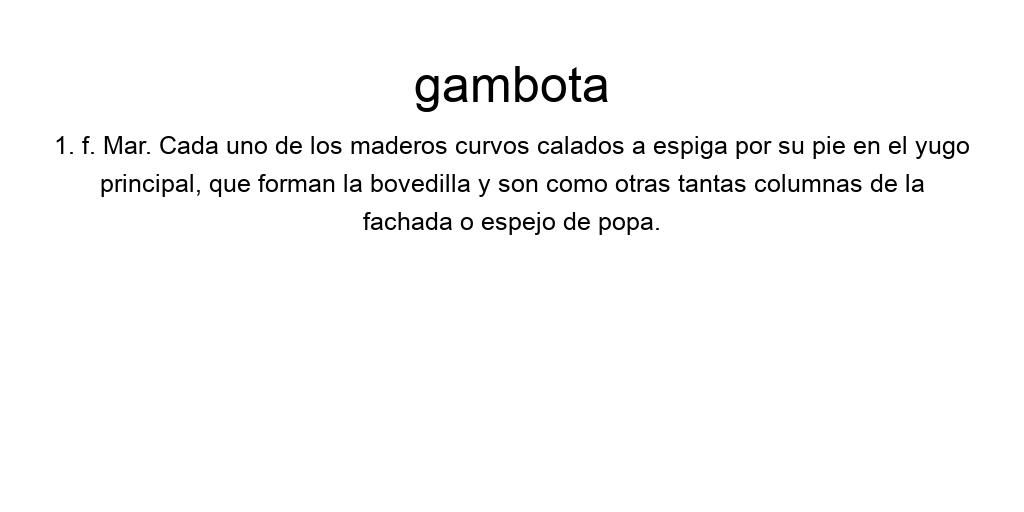 gambota
1. f. Mar. Cada uno de los maderos curvos calados a espiga por su pie en el yugo
principal, que forman la bovedilla y son como otras tantas columnas de la
fachada o espejo de popa.